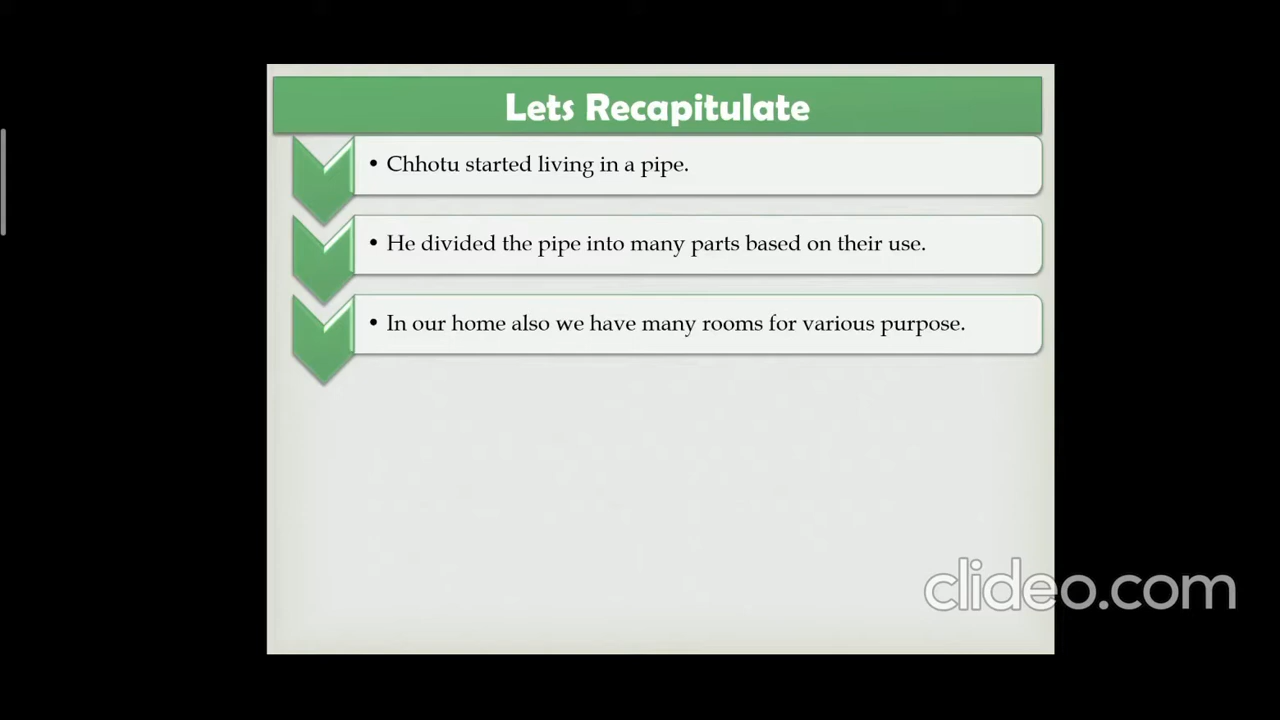 Lets Recapitulate
• Chhotu started living in a pipe.
• He divided the pipe into many parts based on their use.
• In our home also we have many rooms for various purpose.
clideo.com